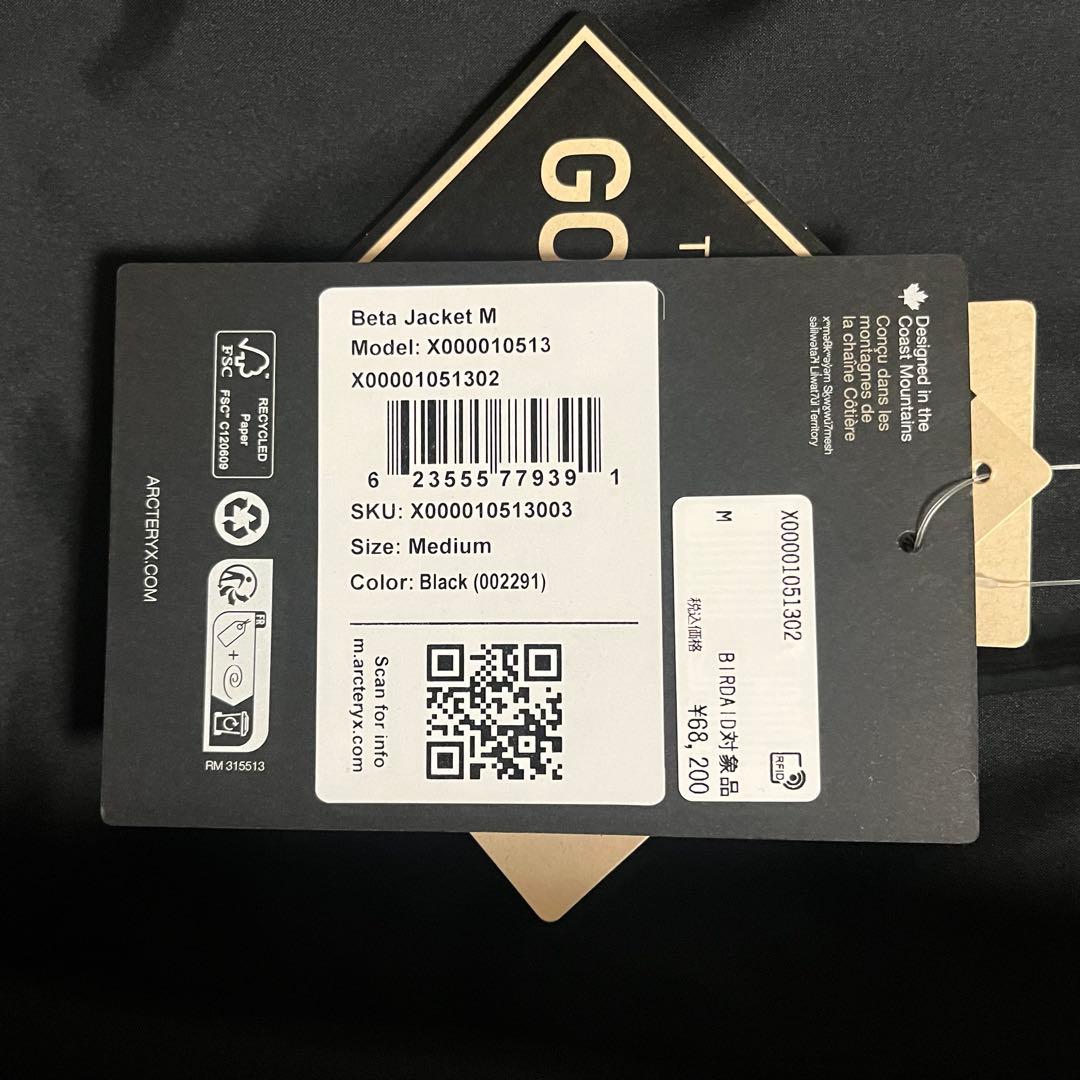 GO
T
Beta Jacket M
Model: X000010513
X00001051302
6 23555 77939 1
SKU: X000010513003
Size: Medium
Color: Black (002291)
Scan for info
m.arcteryx.com
X00001051302
M
BIRDAID対象品
税込価格
¥68,200
RFID
Designed in the
Coast Mountains
Conçu dans les
montagnes de
la chaîne Côtière
Territory
FSC
RECYCLED
Paper
FSC™ C120609
FR
RM 315513
ARCTERYX.COM